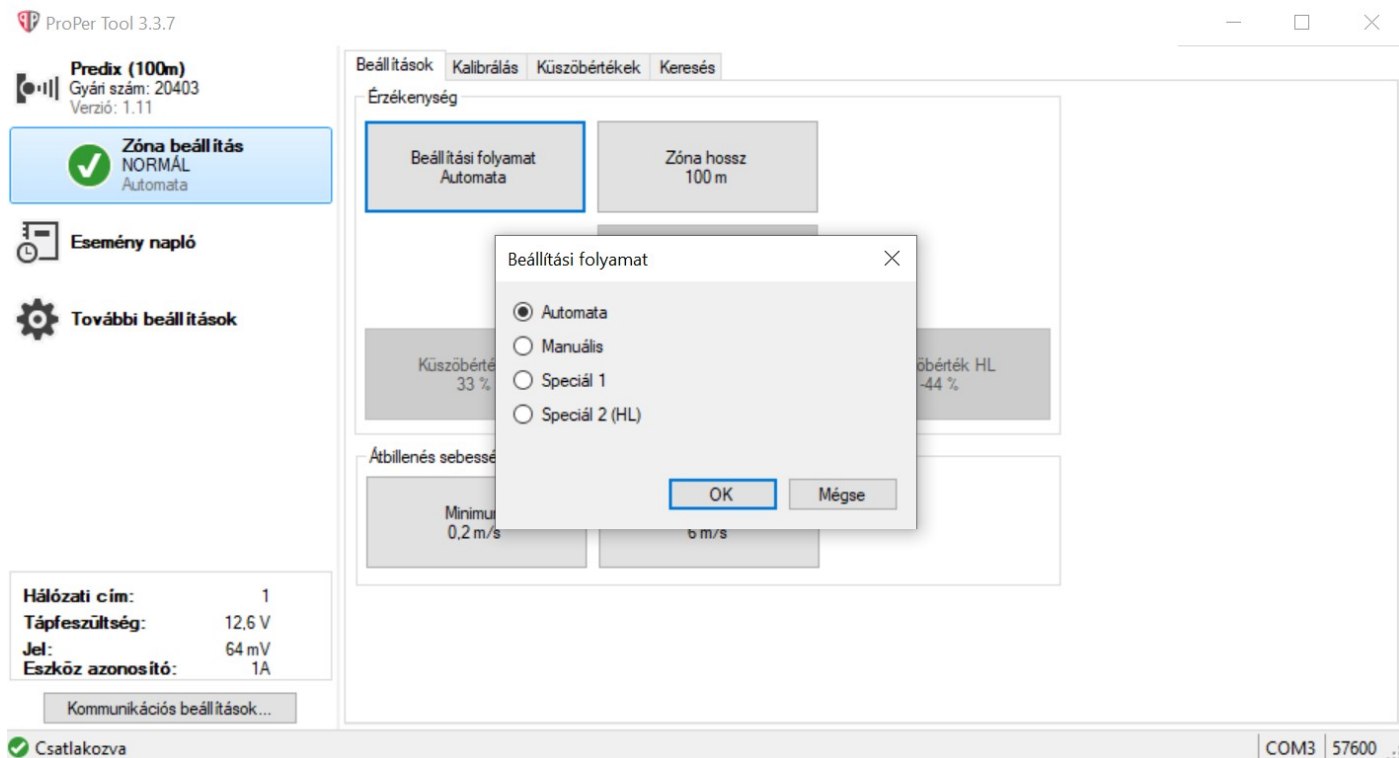 ProPer Tool 3.3.7
Predix (100m)
Gyári szám: 20403
Verzió: 1.11
Zóna beállítás
NORMÁL
Automata
Esemény napló
További beállítások
Hálózati cím: 1
Tápfeszültség: 12,6 V
Jel: 64 mV
Eszköz azonosító: 1A
Kommunikációs beállítások...
Beállítások Kalibrálás Küszöbértékek Keresés
Érzékenység
Beállítási folyamat
Automata
Zóna hossz
100 m
Beállítási folyamat
Automata
Manuális
Speciál 1
Speciál 2 (HL)
OK Mégse
33 %
HL
-44 %
Átbillenés
0,2 m/s
6 m/s
Csatlakozva
COM3 57600